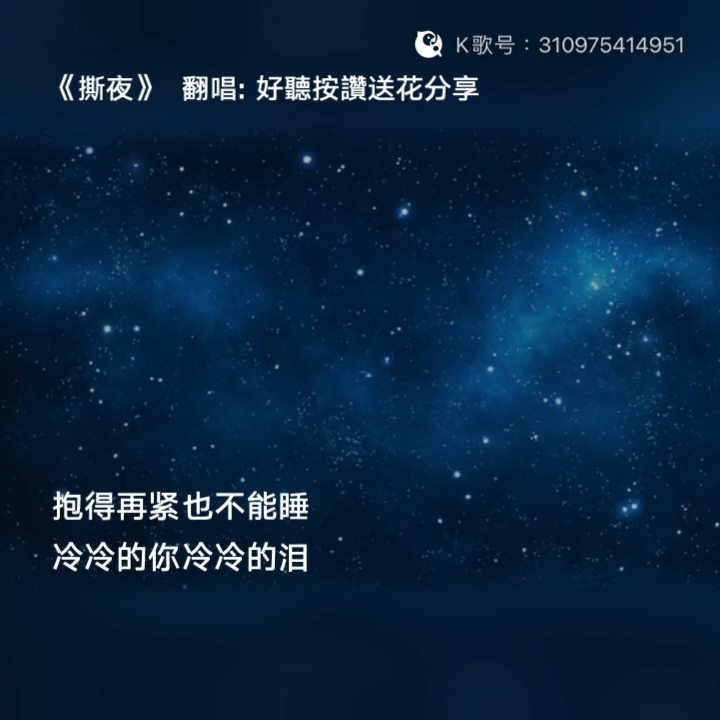 K歌号：310975414951
《撕夜》 翻唱: 好聽按讚送花分享
抱得再紧也不能睡
冷冷的你冷冷的泪